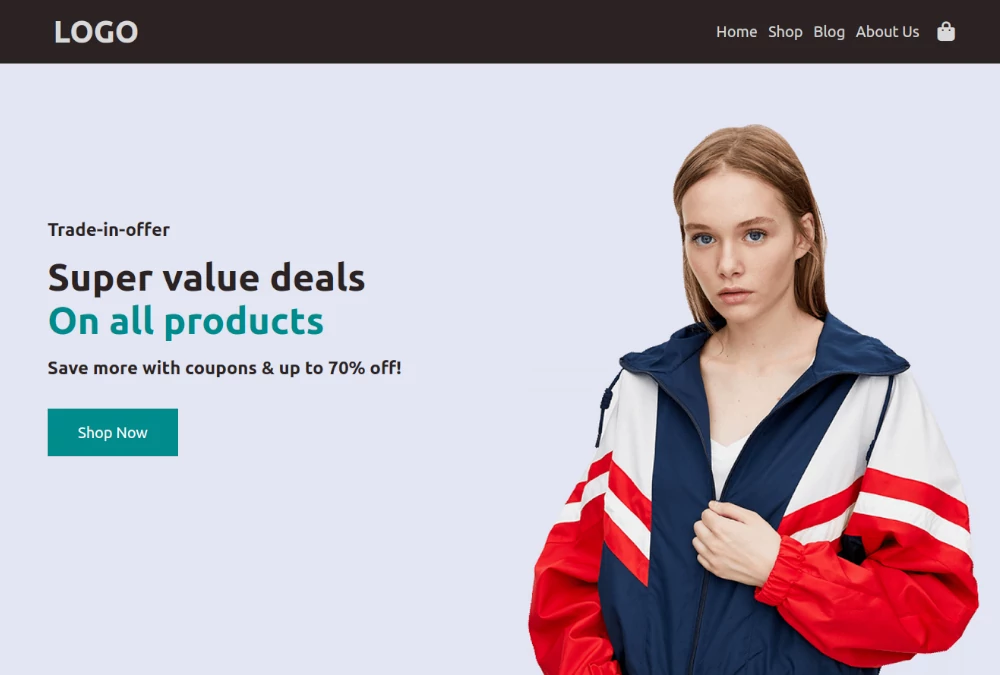 LOGO
Home Shop Blog About Us
Trade-in-offer
Super value deals
On all products
Save more with coupons & up to 70% off!
Shop Now